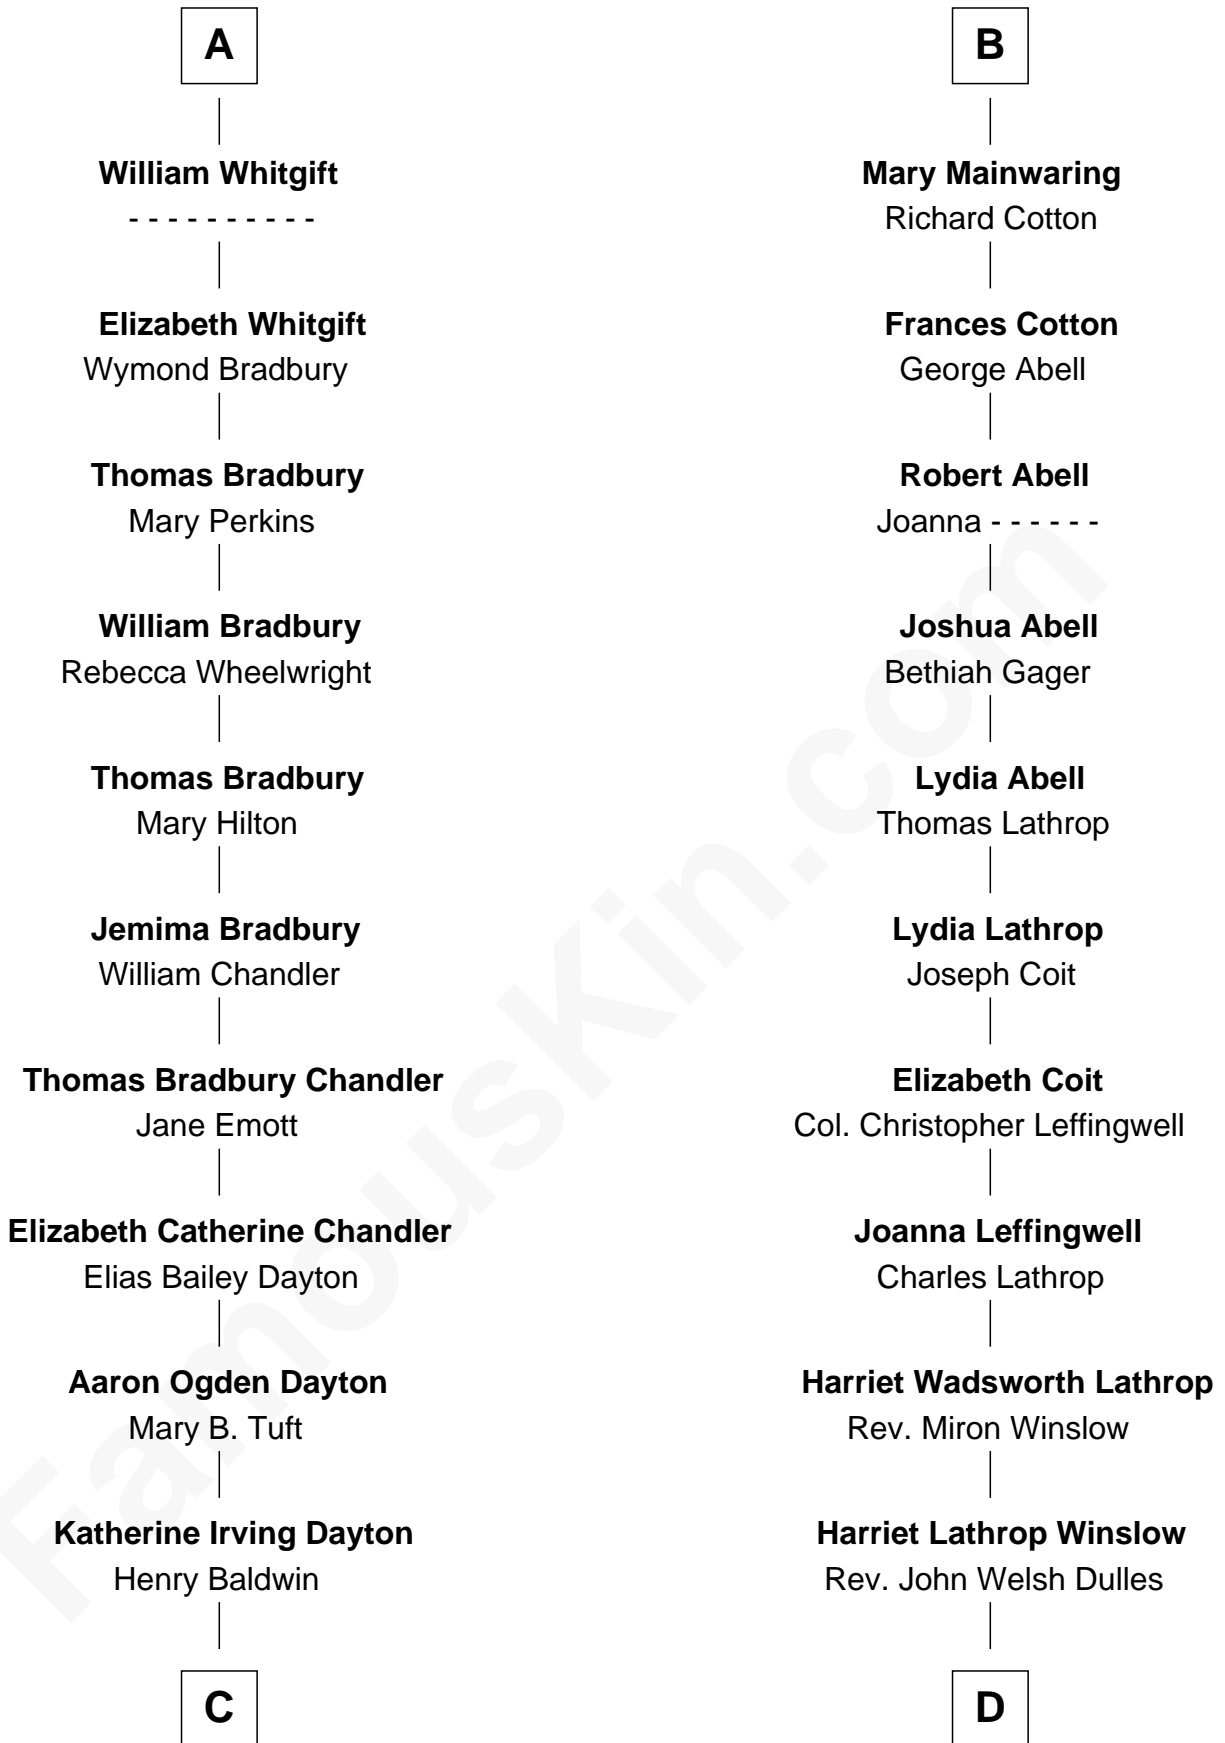 A
William Whitgift
- - - - - - - - - -
Elizabeth Whitgift
Wymond Bradbury
Thomas Bradbury
Mary Perkins
William Bradbury
Rebecca Wheelwright
Thomas Bradbury
Mary Hilton
Jemima Bradbury
William Chandler
Thomas Bradbury Chandler
Jane Emott
Elizabeth Catherine Chandler
Elias Bailey Dayton
Aaron Ogden Dayton
Mary B. Tuft
Katherine Irving Dayton
Henry Baldwin
C
B
Mary Mainwaring
Richard Cotton
Frances Cotton
George Abell
Robert Abell
Joanna - - - - - -
Joshua Abell
Bethiah Gager
Lydia Abell
Thomas Lathrop
Lydia Lathrop
Joseph Coit
Elizabeth Coit
Col. Christopher Leffingwell
Joanna Leffingwell
Charles Lathrop
Harriet Wadsworth Lathrop
Rev. Miron Winslow
Harriet Lathrop Winslow
Rev. John Welsh Dulles
D
FamousKin.com